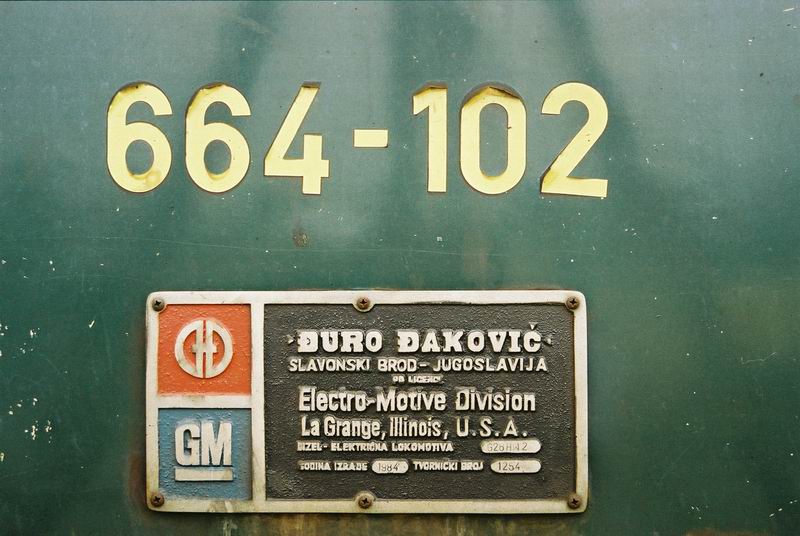 664-102
ĐURO ĐAKOVIĆ
SLAVONSKI BROD - JUGOSLAVIJA
PO LICENCI
Electro-Motive Division
La Grange, Illinois, U.S.A.
DIZEL - ELEKTRIČNA LOKOMOTIVA G26HW2
GODINA IZRADE 1984 TVORNIČKI BROJ 1254
GM